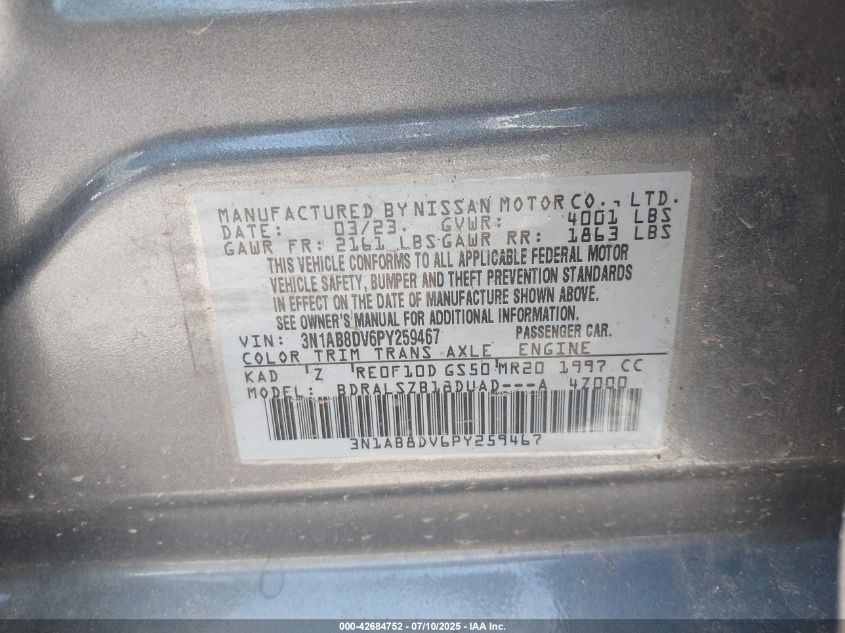 MANUFACTURED BY NISSAN MOTOR CO., LTD.
DATE: 03/23. GVWR: 4001 LBS
GAWR FR: 2161 LBS GAWR RR: 1863 LBS
THIS VEHICLE CONFORMS TO ALL APPLICABLE FEDERAL MOTOR
VEHICLE SAFETY, BUMPER AND THEFT PREVENTION STANDARDS
IN EFFECT ON THE DATE OF MANUFACTURE SHOWN ABOVE.
SEE OWNER'S MANUAL FOR ADDITIONAL INFORMATION.
VIN: 3N1AB8DV6PY259467 PASSENGER CAR.
COLOR TRIM TRANS AXLE ENGINE
KAD Z RE0F10D GS50 MR20 1997 CC
MODEL: BDRALSZB18DUAD---A 4Z000
3N1AB8DV6PY259467
000-42684752 - 07/10/2025 - IAA Inc.